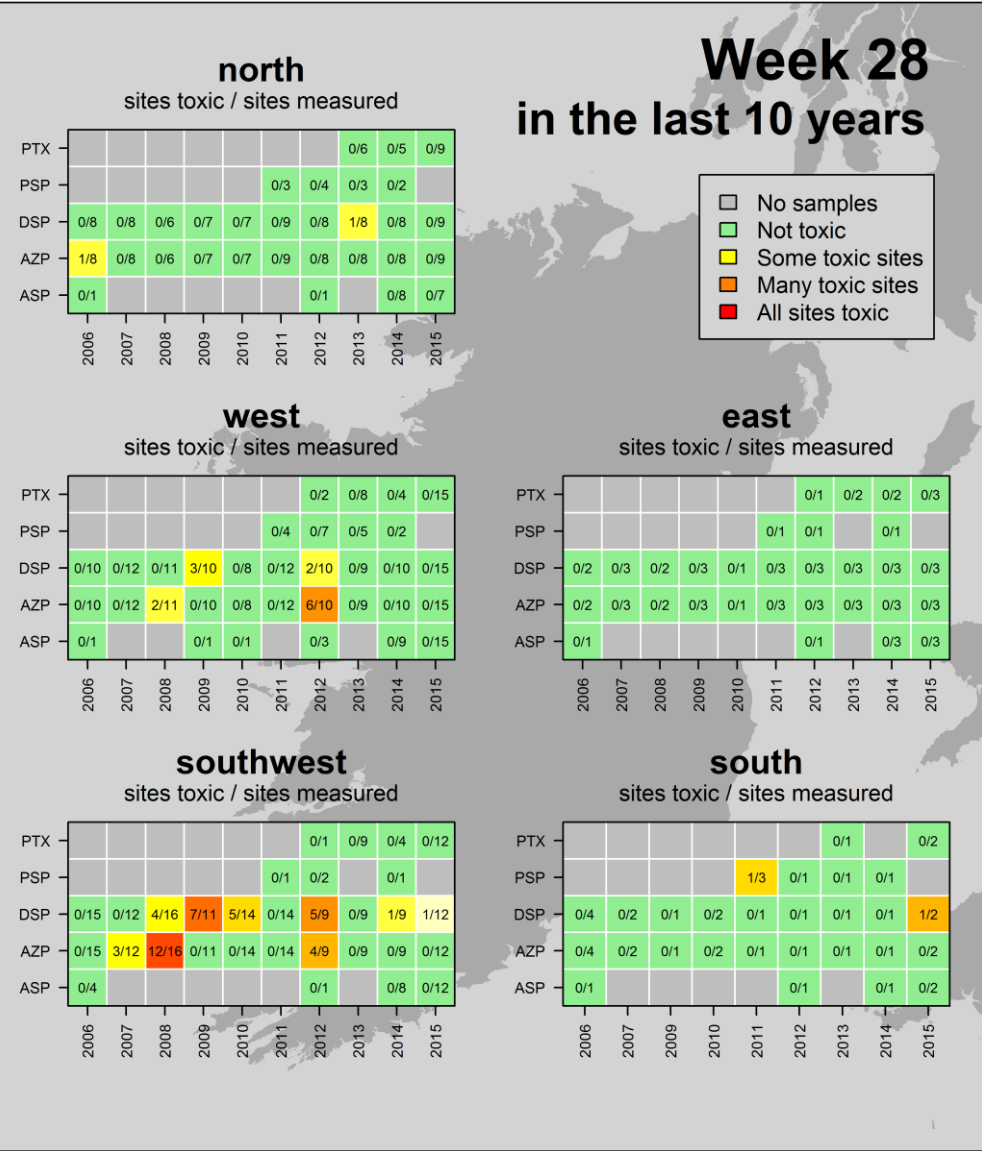 Week 28
in the last 10 years
No samples
Not toxic
Some toxic sites
Many toxic sites
All sites toxic
north
sites toxic / sites measured
PTX 0/6 0/5 0/9
PSP 0/3 0/4 0/3 0/2
DSP 0/8 0/8 0/6 0/7 0/7 0/9 0/8 1/8 0/8 0/9
AZP 1/8 0/8 0/6 0/7 0/7 0/9 0/8 0/8 0/8 0/9
ASP 0/1 0/1 0/8 0/7
2006 2007 2008 2009 2010 2011 2012 2013 2014 2015
west
sites toxic / sites measured
PTX 0/2 0/8 0/4 0/15
PSP 0/4 0/7 0/5 0/2
DSP 0/10 0/12 0/11 3/10 0/8 0/12 2/10 0/9 0/10 0/15
AZP 0/10 0/12 2/11 0/10 0/8 0/12 6/10 0/9 0/10 0/15
ASP 0/1 0/1 0/1 0/3 0/9 0/15
2006 2007 2008 2009 2010 2011 2012 2013 2014 2015
east
sites toxic / sites measured
PTX 0/1 0/2 0/2 0/3
PSP 0/1 0/1 0/1
DSP 0/2 0/3 0/2 0/3 0/1 0/3 0/3 0/3 0/3 0/3
AZP 0/2 0/3 0/2 0/3 0/1 0/3 0/3 0/3 0/3 0/3
ASP 0/1 0/1 0/3 0/3
2006 2007 2008 2009 2010 2011 2012 2013 2014 2015
southwest
sites toxic / sites measured
PTX 0/1 0/9 0/4 0/12
PSP 0/1 0/2 0/1
DSP 0/15 0/12 4/16 7/11 5/14 0/14 5/9 0/9 1/9 1/12
AZP 0/15 3/12 12/16 0/11 0/14 0/14 4/9 0/9 0/9 0/12
ASP 0/4 0/1 0/8 0/12
2006 2007 2008 2009 2010 2011 2012 2013 2014 2015
south
sites toxic / sites measured
PTX 0/1 0/2
PSP 1/3 0/1 0/1 0/1
DSP 0/4 0/2 0/1 0/2 0/1 0/1 0/1 0/1 0/1 1/2
AZP 0/4 0/2 0/1 0/2 0/1 0/1 0/1 0/1 0/1 0/2
ASP 0/1 0/1 0/1 0/2
2006 2007 2008 2009 2010 2011 2012 2013 2014 2015